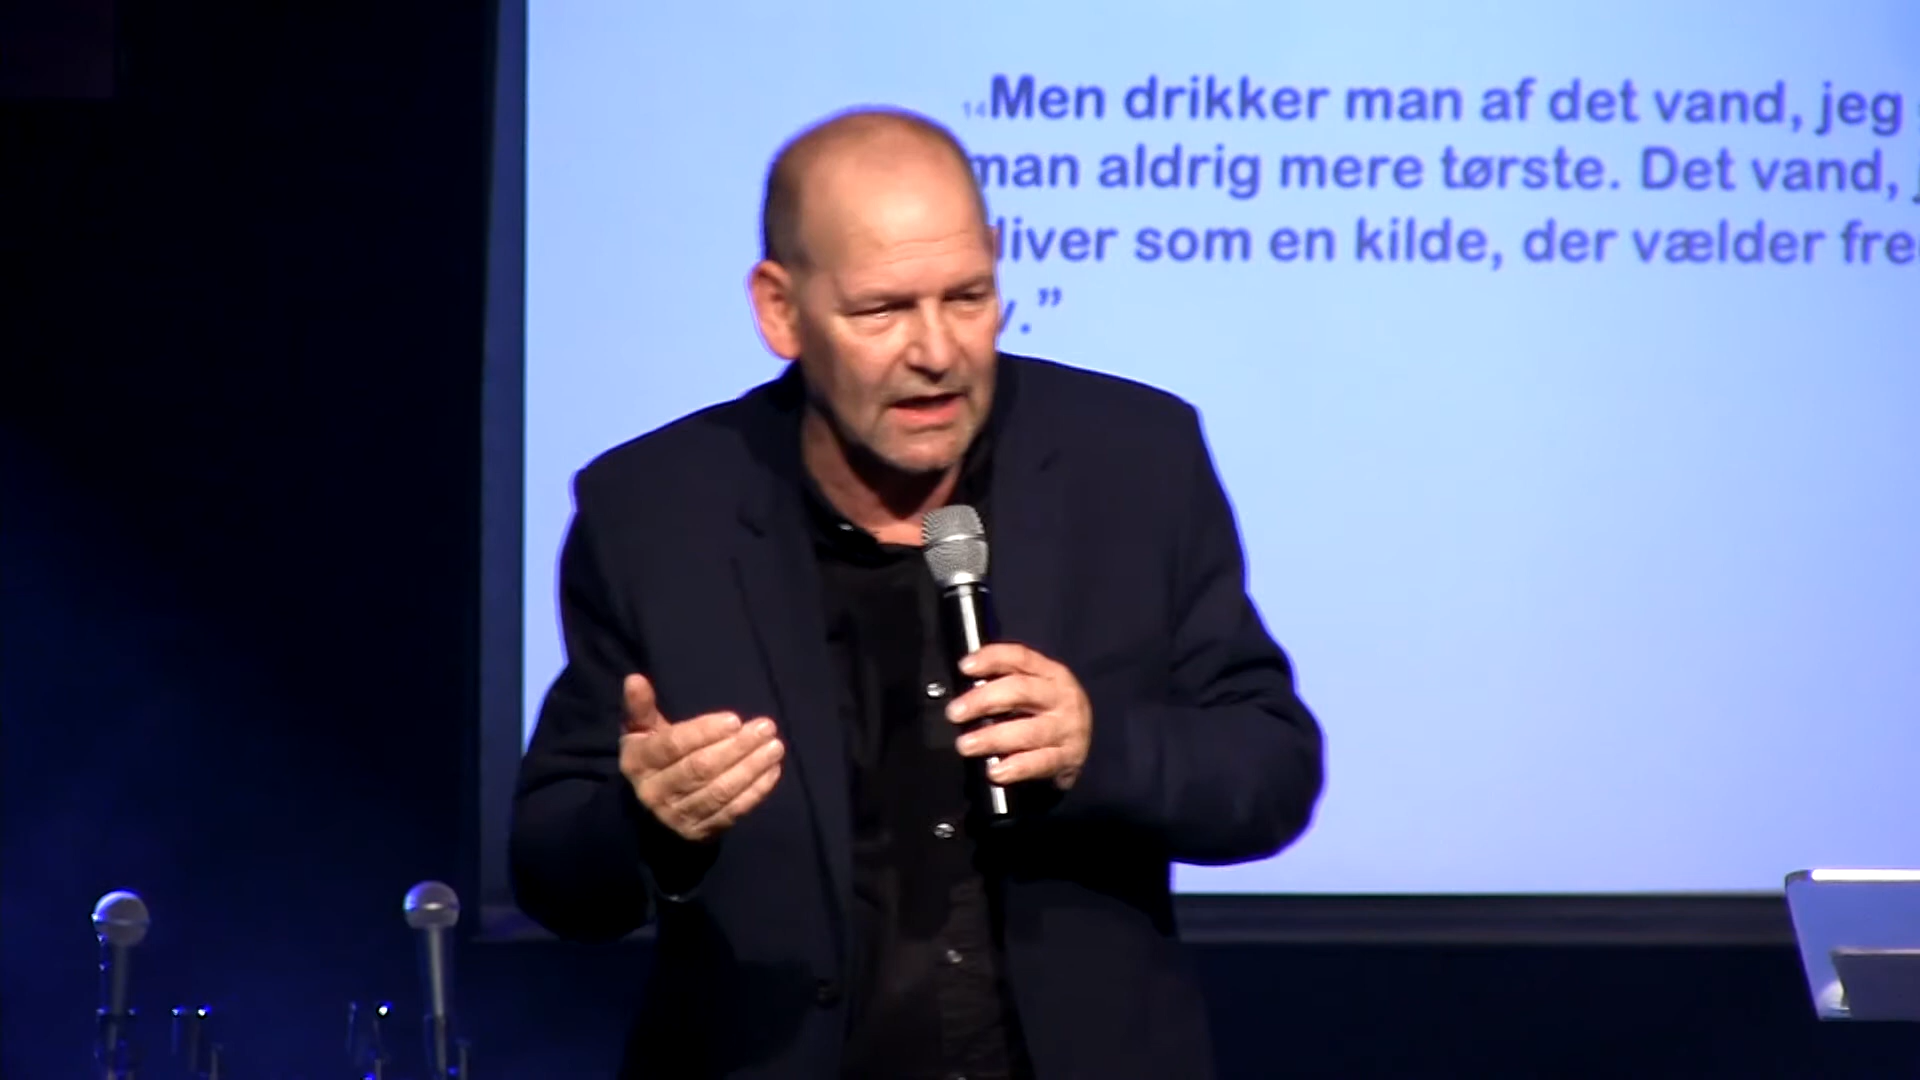 14 Men drikker man af det vand, jeg
man aldrig mere tørste. Det vand,
bliver som en kilde, der vælder
.”